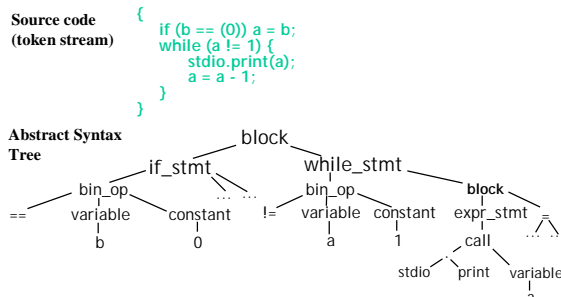 Source code
(token stream)
{
if (b == (0)) a = b;
while (a != 1) {
stdio.print(a);
a = a - 1;
}
}
Abstract Syntax
Tree
block
if_stmt while_stmt
bin_op ... ... bin_op block
== variable constant != variable constant expr_stmt =
b 0 a 1 call ... ...
. 
stdio print variable
a